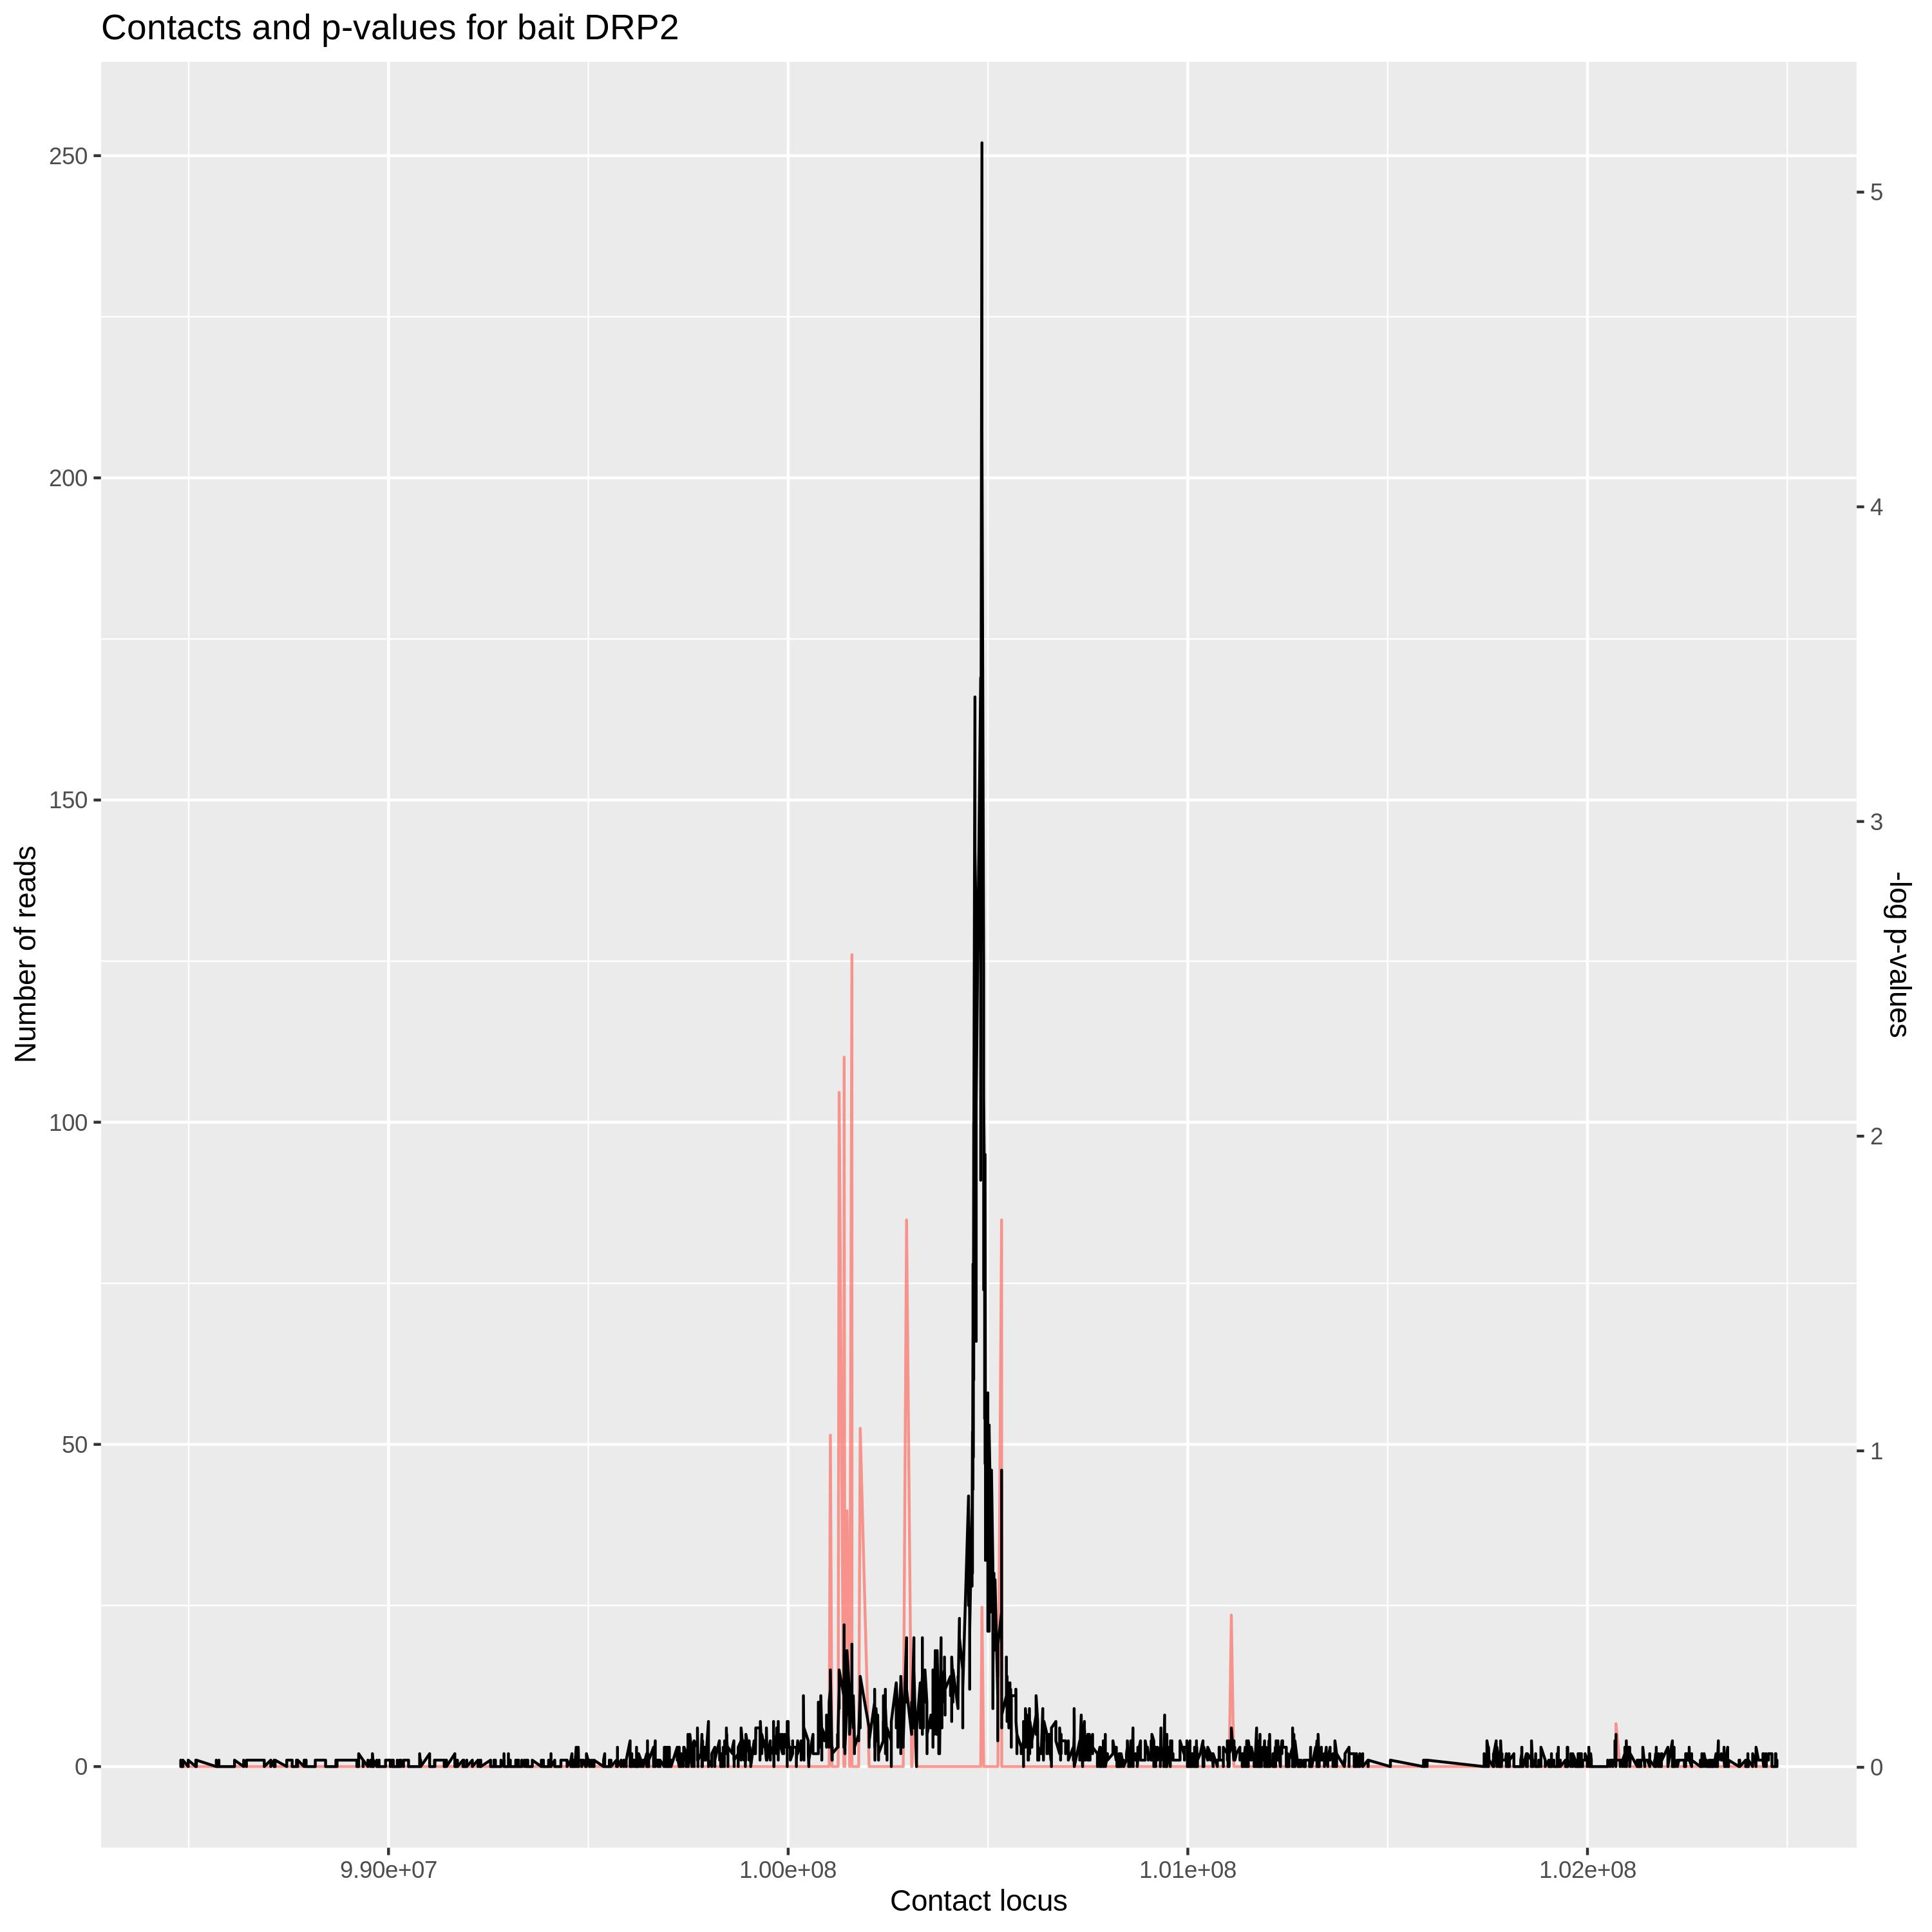 Contacts and p-values for bait DRP2
250
200
150
100
50
0
Number of reads
5
4
3
2
1
0
-log p-values
9.90e+07
1.00e+08
1.01e+08
1.02e+08
Contact locus